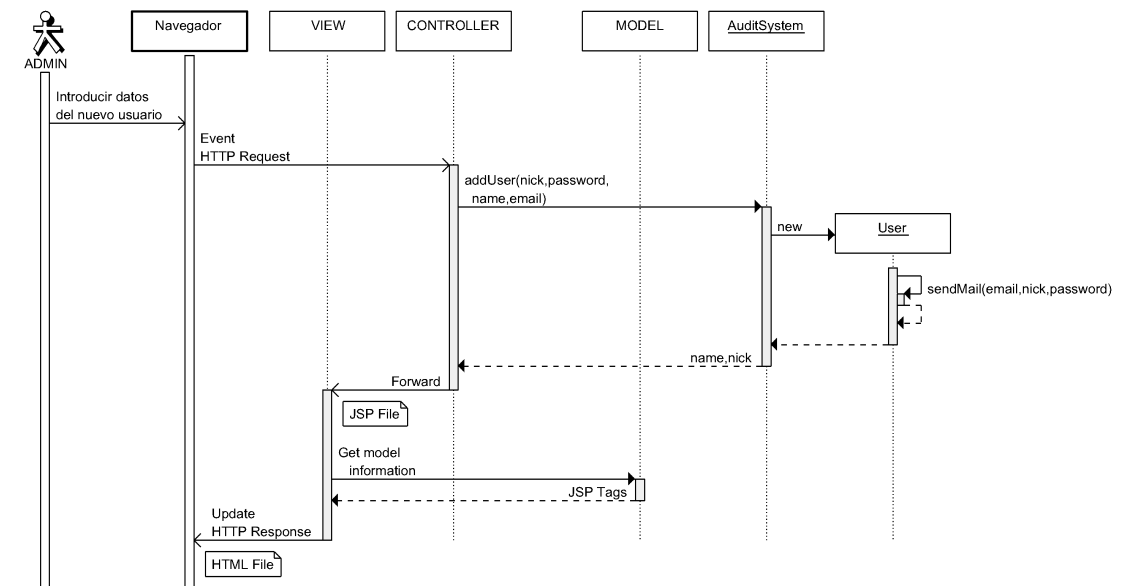 ADMIN
Navegador
VIEW
CONTROLLER
MODEL
AuditSystem
Introducir datos
del nuevo usuario
Event
HTTP Request
addUser(nick,password,
name,email)
new
User
sendMail(email,nick,password)
name,nick
Forward
JSP File
Get model
information
JSP Tags
Update
HTTP Response
HTML File